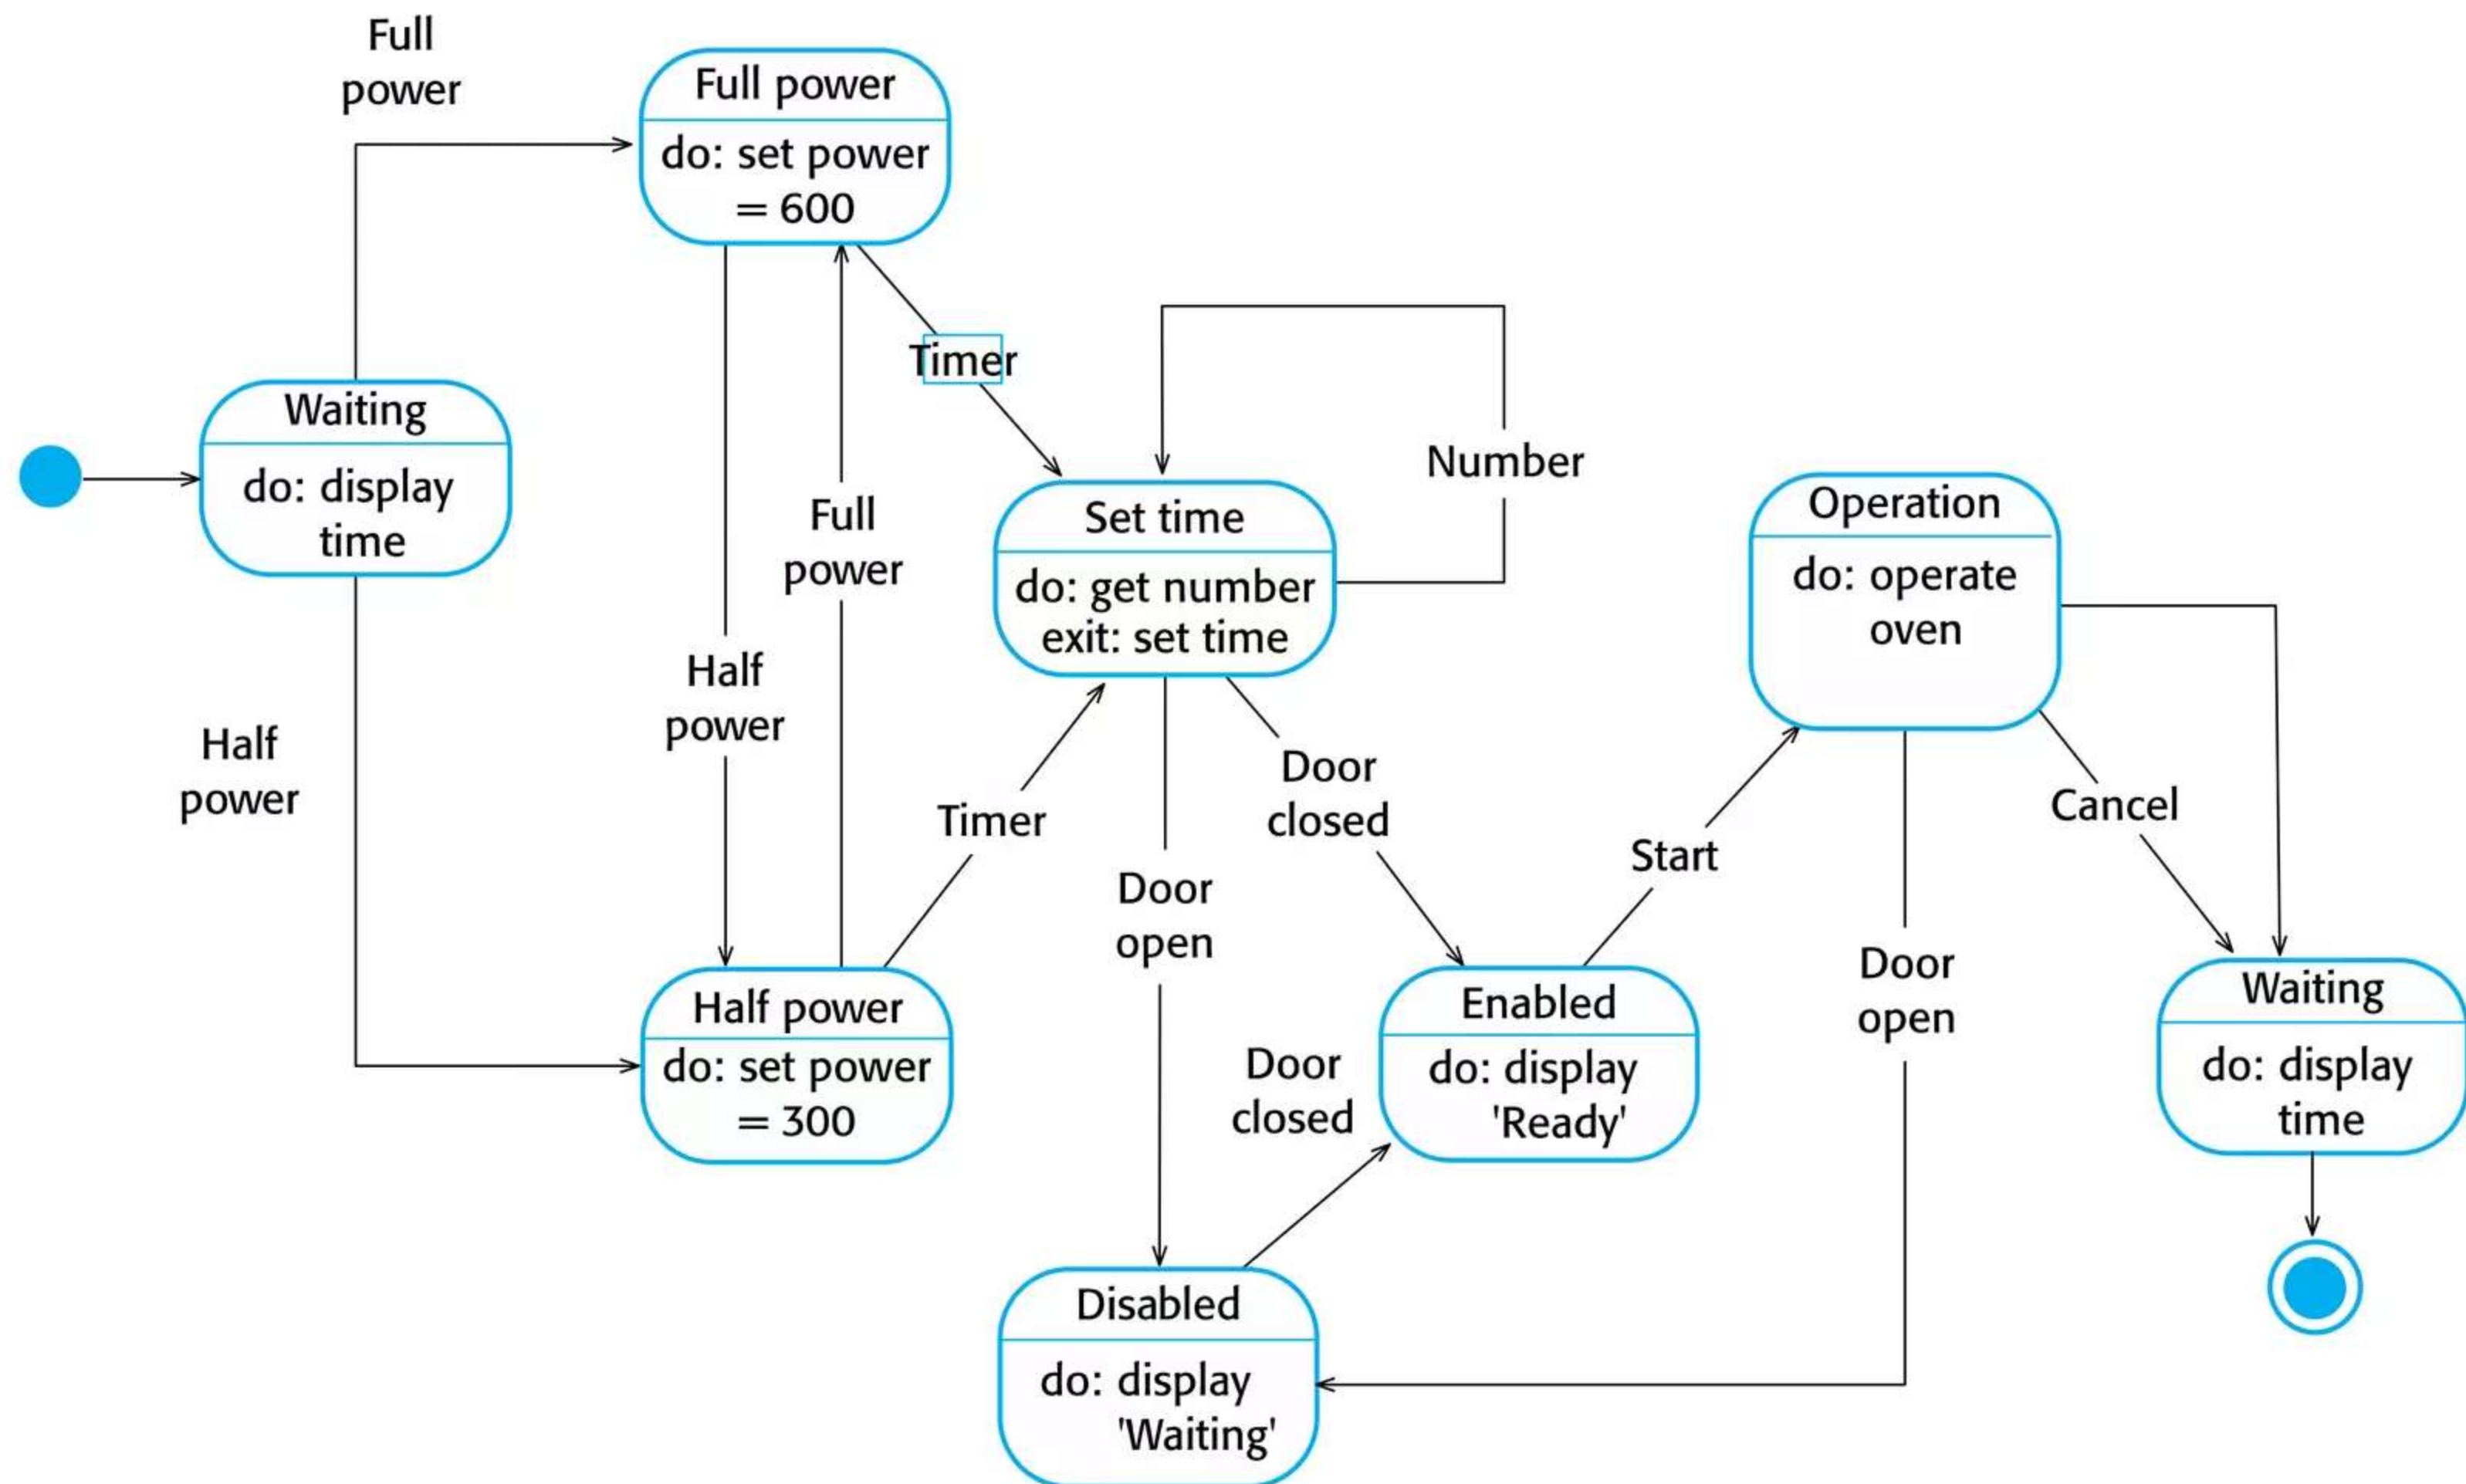 Full
power
Full power
do: set power
= 600
Timer
Waiting
do: display
time
Full
power
Number
Set time
do: get number
exit: set time
Operation
do: operate
oven
Half
power
Half
power
Timer
Door
closed
Start
Cancel
Door
open
Door
open
Half power
do: set power
= 300
Door
closed
Enabled
do: display
'Ready'
Waiting
do: display
time
Disabled
do: display
'Waiting'